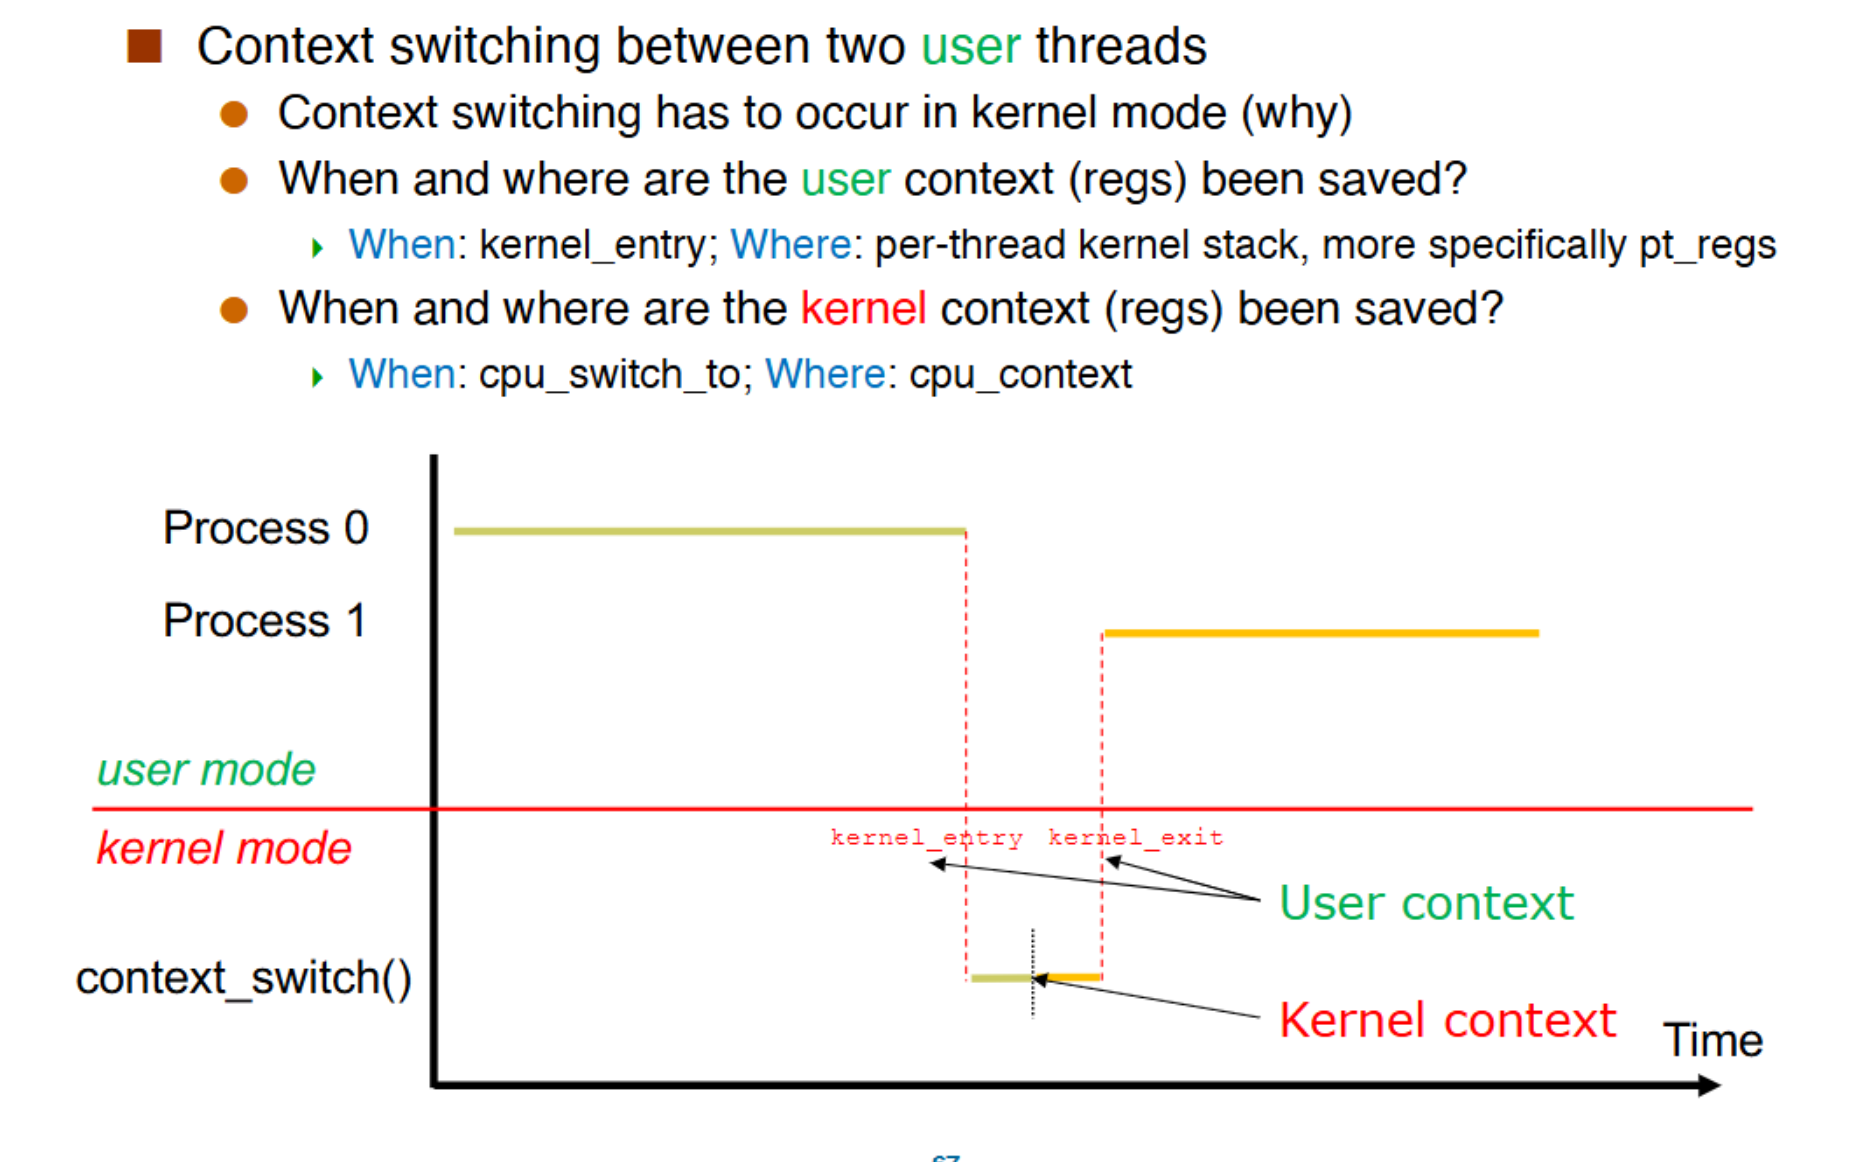 Context switching between two user threads
Context switching has to occur in kernel mode (why)
When and where are the user context (regs) been saved?
When: kernel_entry; Where: per-thread kernel stack, more specifically pt_regs
When and where are the kernel context (regs) been saved?
When: cpu_switch_to; Where: cpu_context
Process 0
Process 1
user mode
kernel mode
kernel_entry kernel_exit
User context
context_switch()
Kernel context
Time